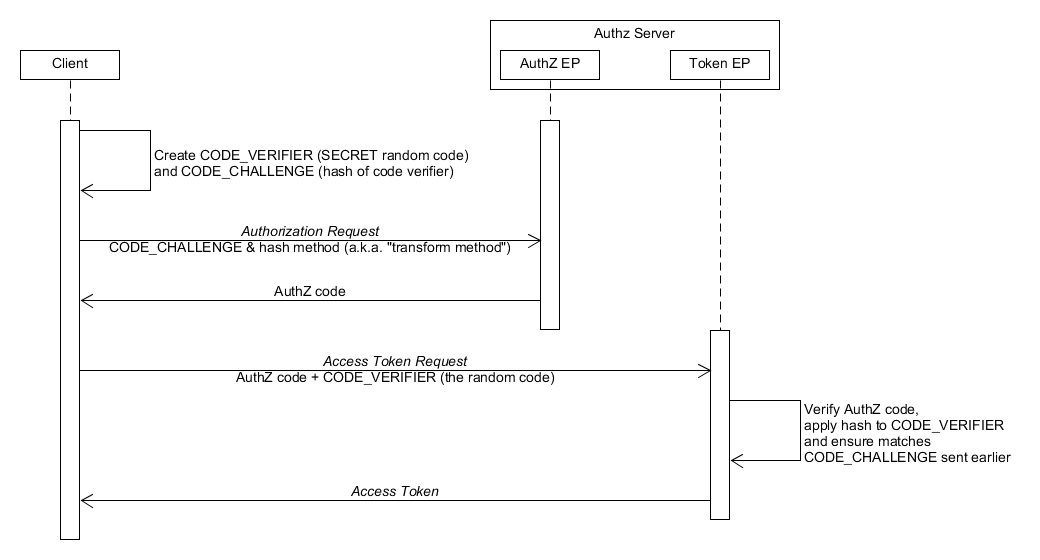 Authz Server
Client
AuthZ EP
Token EP
Create CODE_VERIFIER (SECRET random code)
and CODE_CHALLENGE (hash of code verifier)
Authorization Request
CODE_CHALLENGE & hash method (a.k.a. "transform method")
AuthZ code
Access Token Request
AuthZ code + CODE_VERIFIER (the random code)
Verify AuthZ code,
apply hash to CODE_VERIFIER
and ensure matches
CODE_CHALLENGE sent earlier
Access Token